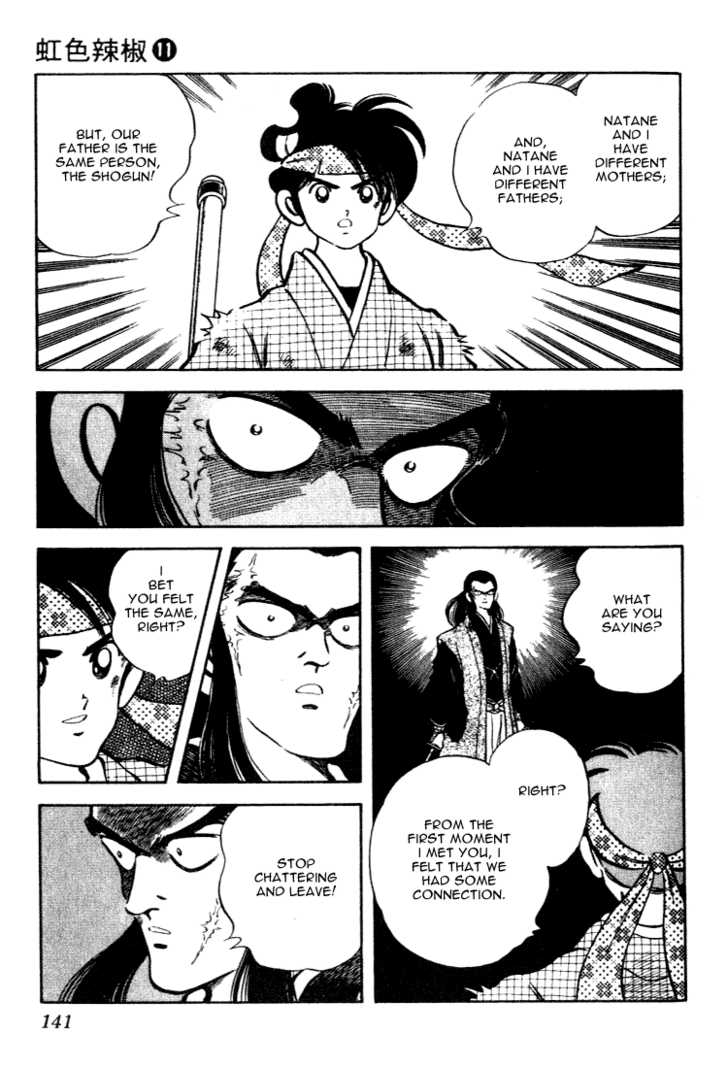 虹色辣椒⓫
NATANE
AND I
HAVE
DIFFERENT
MOTHERS;
AND,
NATANE
AND I HAVE
DIFFERENT
FATHERS;
BUT, OUR
FATHER IS THE
SAME PERSON,
THE SHOGUN!
WHAT
ARE YOU
SAYING?
RIGHT?
FROM THE
FIRST MOMENT
I MET YOU, I
FELT THAT WE
HAD SOME
CONNECTION.
I
BET
YOU FELT
THE SAME,
RIGHT?
STOP
CHATTERING
AND LEAVE!
141